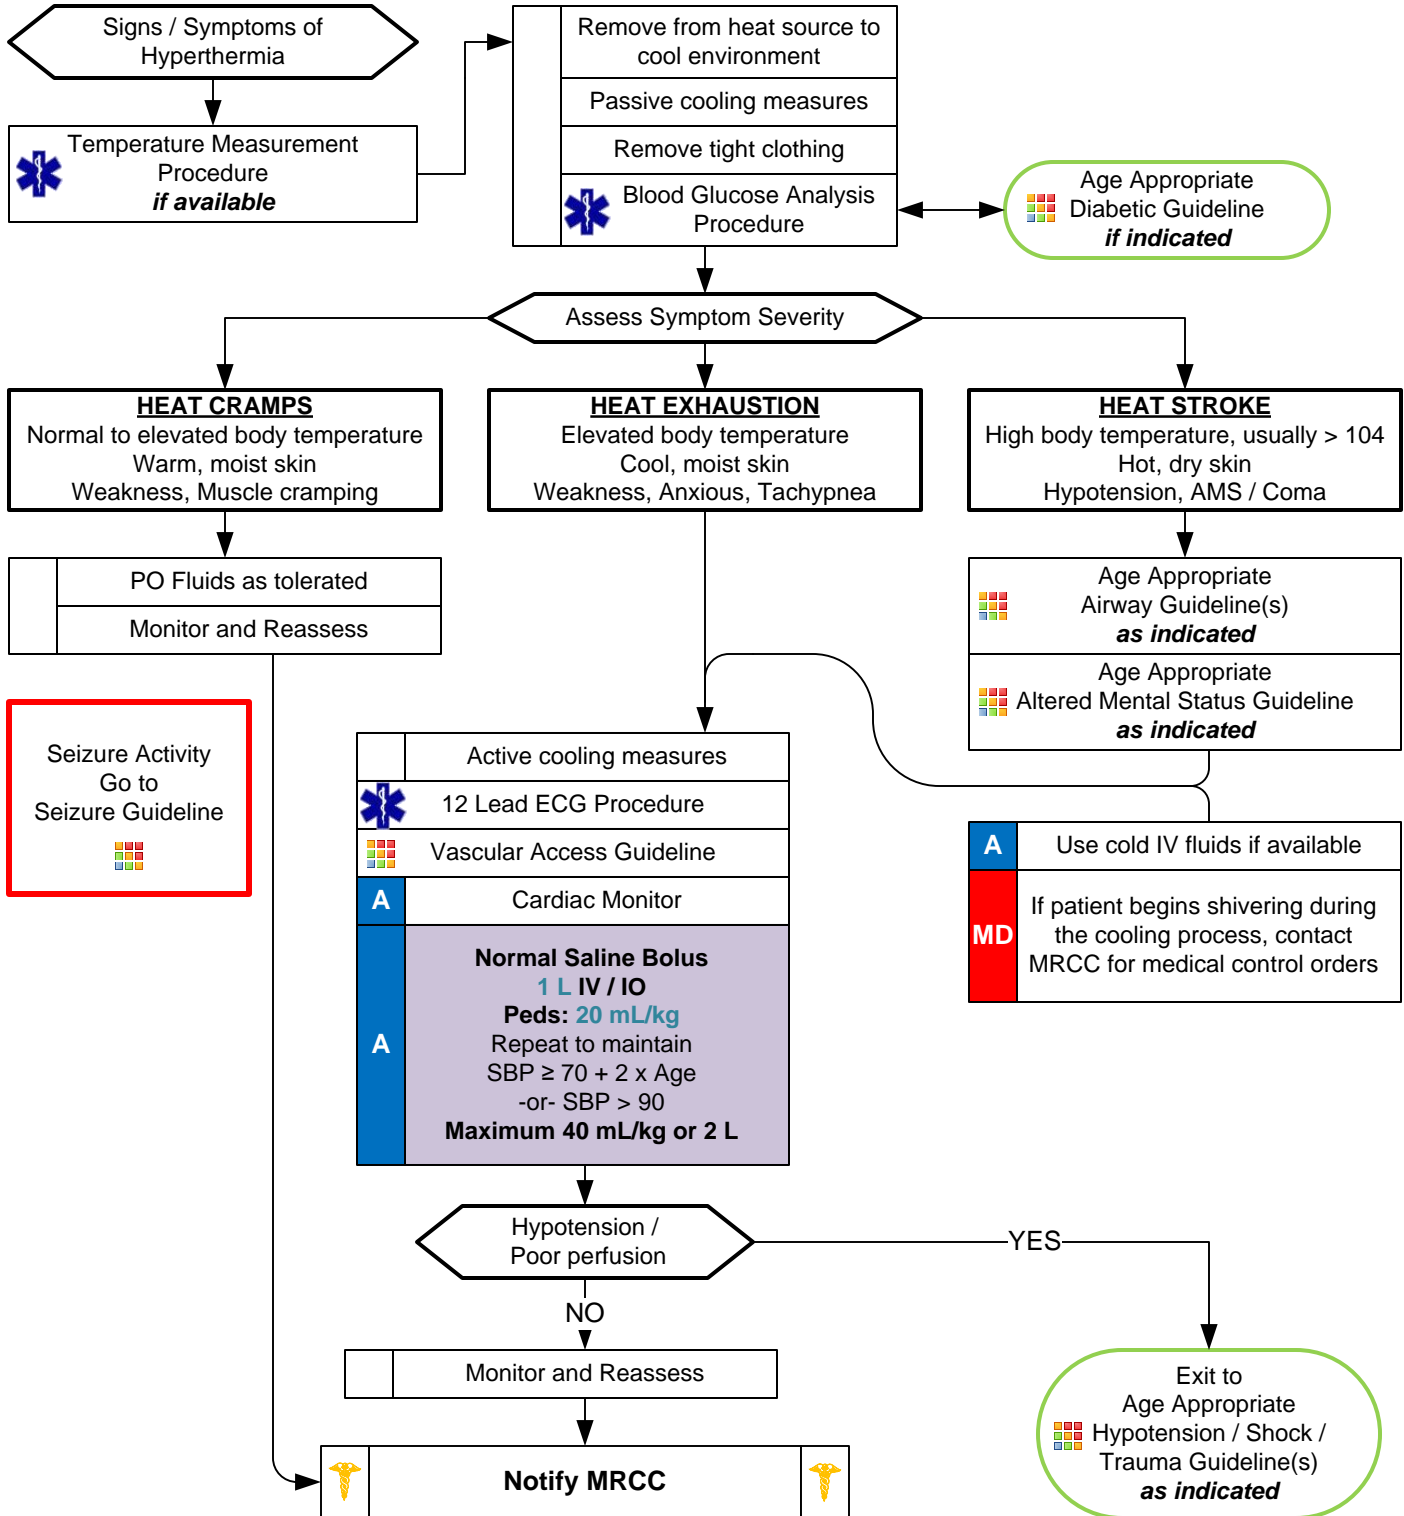 Signs / Symptoms of
Hyperthermia
Temperature Measurement
Procedure
if available
Remove from heat source to
cool environment
Passive cooling measures
Remove tight clothing
Blood Glucose Analysis
Procedure
Age Appropriate
Diabetic Guideline
if indicated
Assess Symptom Severity
HEAT CRAMPS
Normal to elevated body temperature
Warm, moist skin
Weakness, Muscle cramping
HEAT EXHAUSTION
Elevated body temperature
Cool, moist skin
Weakness, Anxious, Tachypnea
HEAT STROKE
High body temperature, usually > 104
Hot, dry skin
Hypotension, AMS / Coma
PO Fluids as tolerated
Monitor and Reassess
Age Appropriate
Airway Guideline(s)
as indicated
Age Appropriate
Altered Mental Status Guideline
as indicated
Seizure Activity
Go to
Seizure Guideline
Active cooling measures
12 Lead ECG Procedure
Vascular Access Guideline
A
Cardiac Monitor
A
Normal Saline Bolus
1 L IV / IO
Peds: 20 mL/kg
Repeat to maintain
SBP ≥ 70 + 2 x Age
-or- SBP > 90
Maximum 40 mL/kg or 2 L
A
Use cold IV fluids if available
MD
If patient begins shivering during
the cooling process, contact
MRCC for medical control orders
Hypotension /
Poor perfusion
YES
NO
Monitor and Reassess
Exit to
Age Appropriate
Hypotension / Shock /
Trauma Guideline(s)
as indicated
Notify MRCC